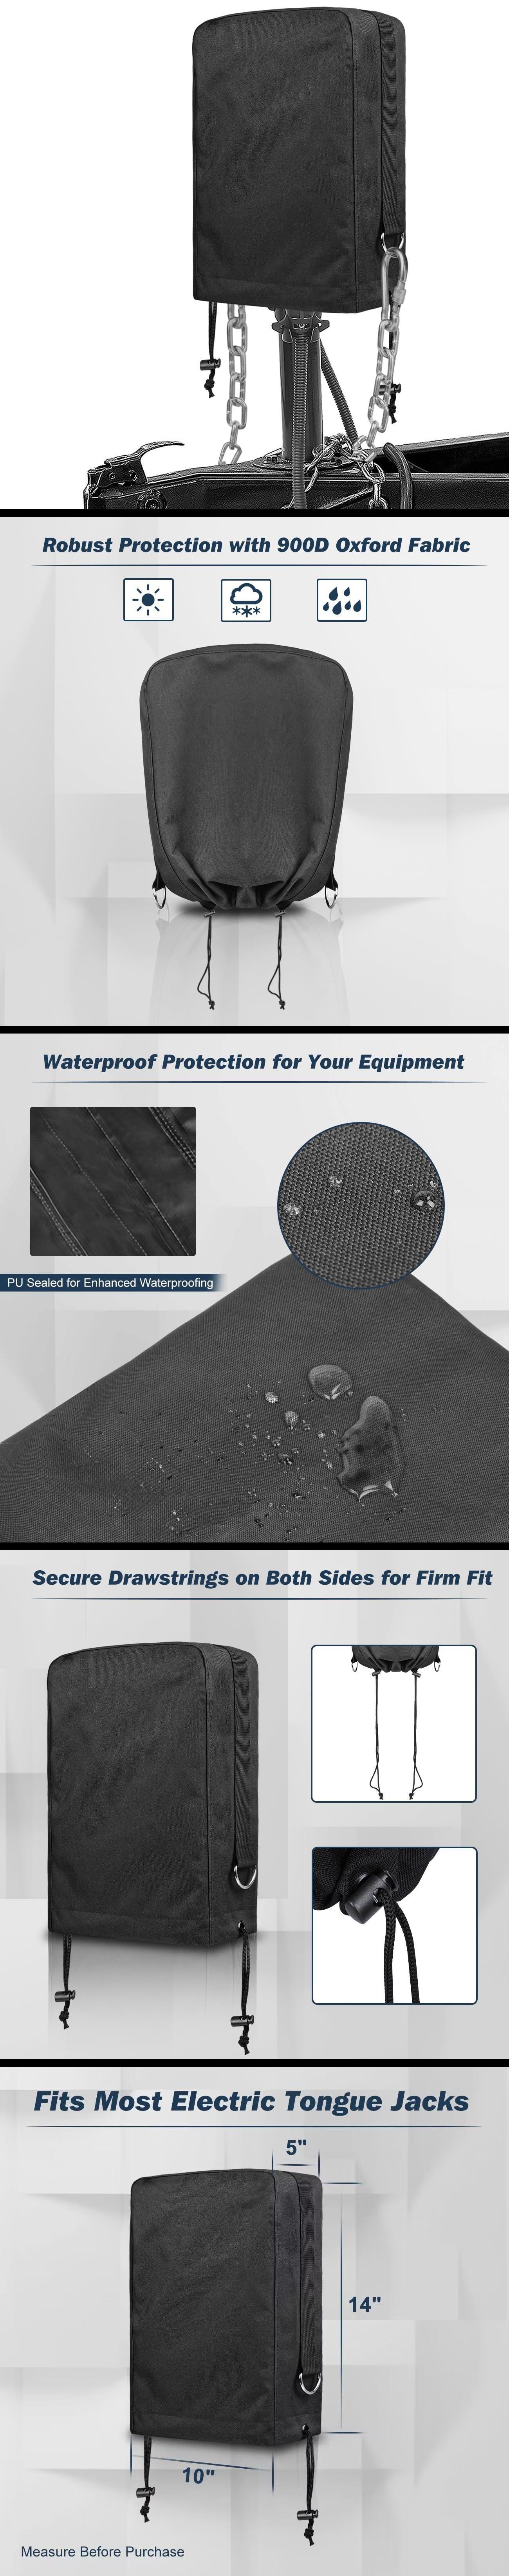 Robust Protection with 900D Oxford Fabric
Waterproof Protection for Your Equipment
PU Sealed for Enhanced Waterproofing
Secure Drawstrings on Both Sides for Firm Fit
Fits Most Electric Tongue Jacks
5"
14"
10"
Measure Before Purchase